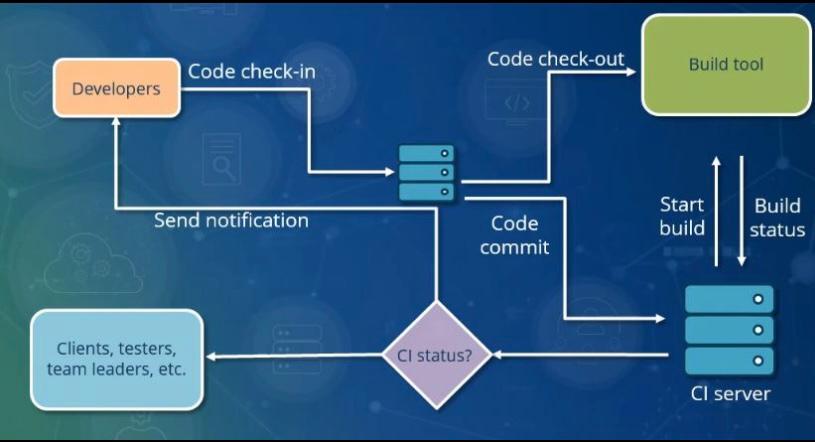 Developers
Code check-in
Code check-out
Build tool
Send notification
Code
commit
Start
build
Build
status
Clients, testers,
team leaders, etc.
CI status?
CI server